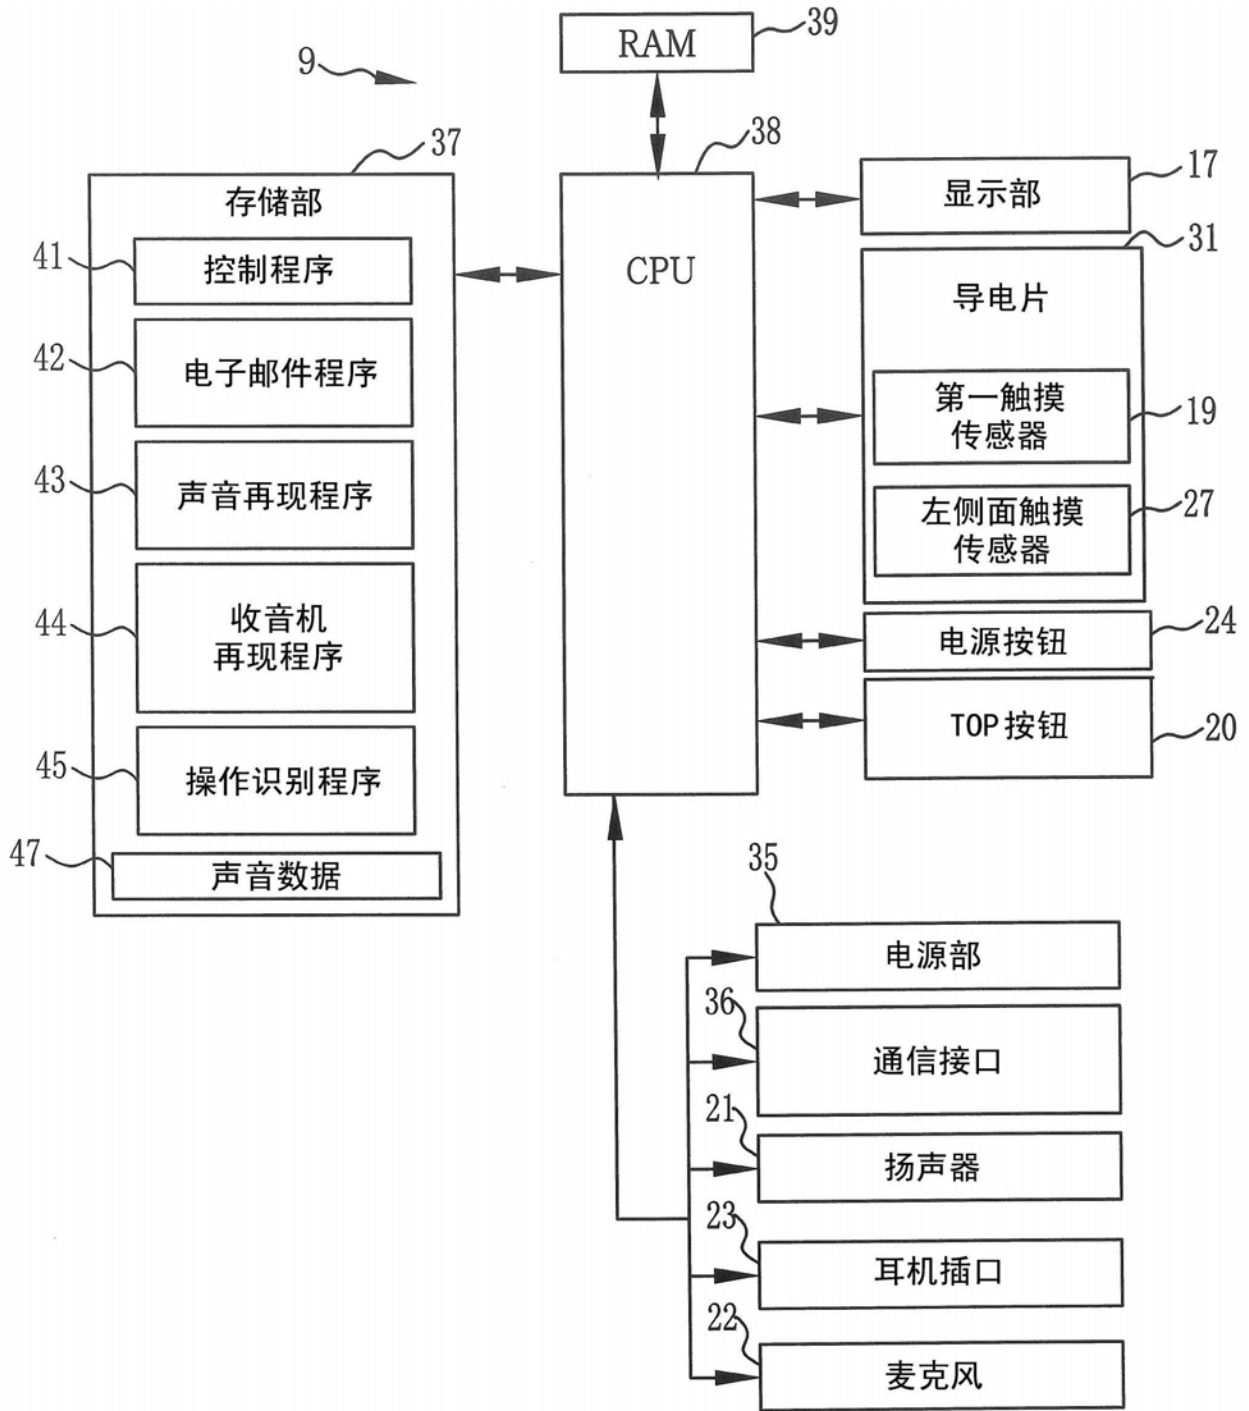 39
RAM
9
38
37
存储部
41
控制程序
42
电子邮件程序
43
声音再现程序
44
收音机
再现程序
45
操作识别程序
47
声音数据
CPU
17
显示部
31
导电片
第一触摸
传感器
19
左侧面触摸
传感器
27
电源按钮
24
TOP按钮
20
35
电源部
36
通信接口
21
扬声器
23
耳机插口
22
麦克风